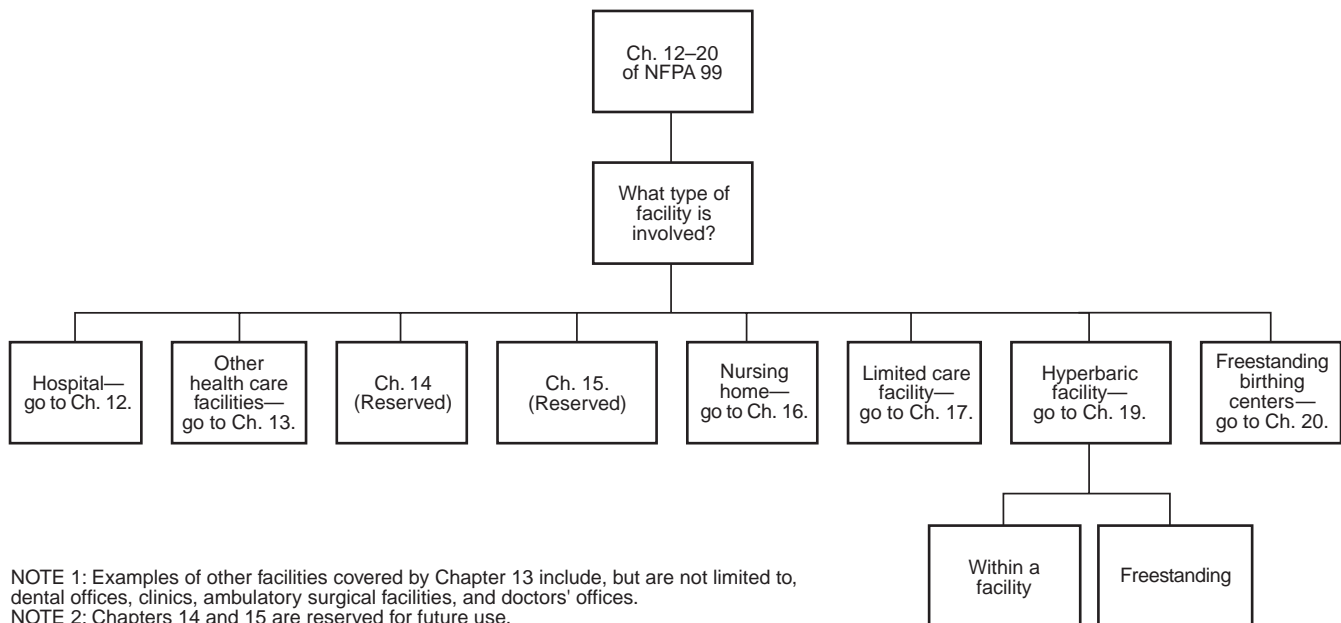 Ch. 12–20
of NFPA 99
What type of
facility is
involved?
Hospital—
go to Ch. 12.
Other
health care
facilities—
go to Ch. 13.
Ch. 14
(Reserved)
Ch. 15.
(Reserved)
Nursing
home—
go to Ch. 16.
Limited care
facility—
go to Ch. 17.
Hyperbaric
facility—
go to Ch. 19.
Freestanding
birthing
centers—
go to Ch. 20.
Within a
facility
Freestanding
NOTE 1: Examples of other facilities covered by Chapter 13 include, but are not limited to,
dental offices, clinics, ambulatory surgical facilities, and doctors' offices.
NOTE 2: Chapters 14 and 15 are reserved for future use.